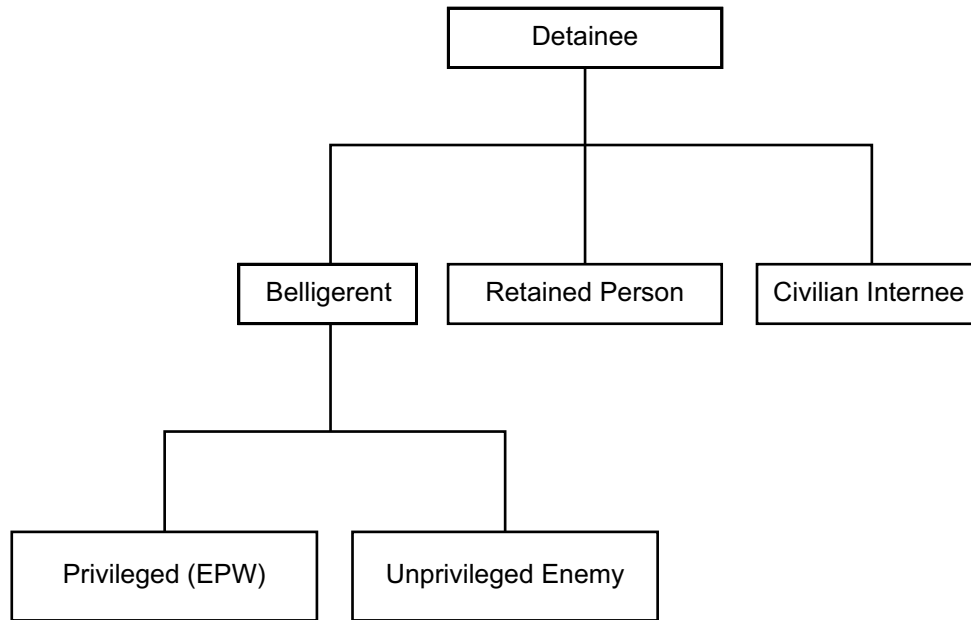 Detainee
Belligerent
Retained Person
Civilian Internee
Privileged (EPW)
Unprivileged Enemy